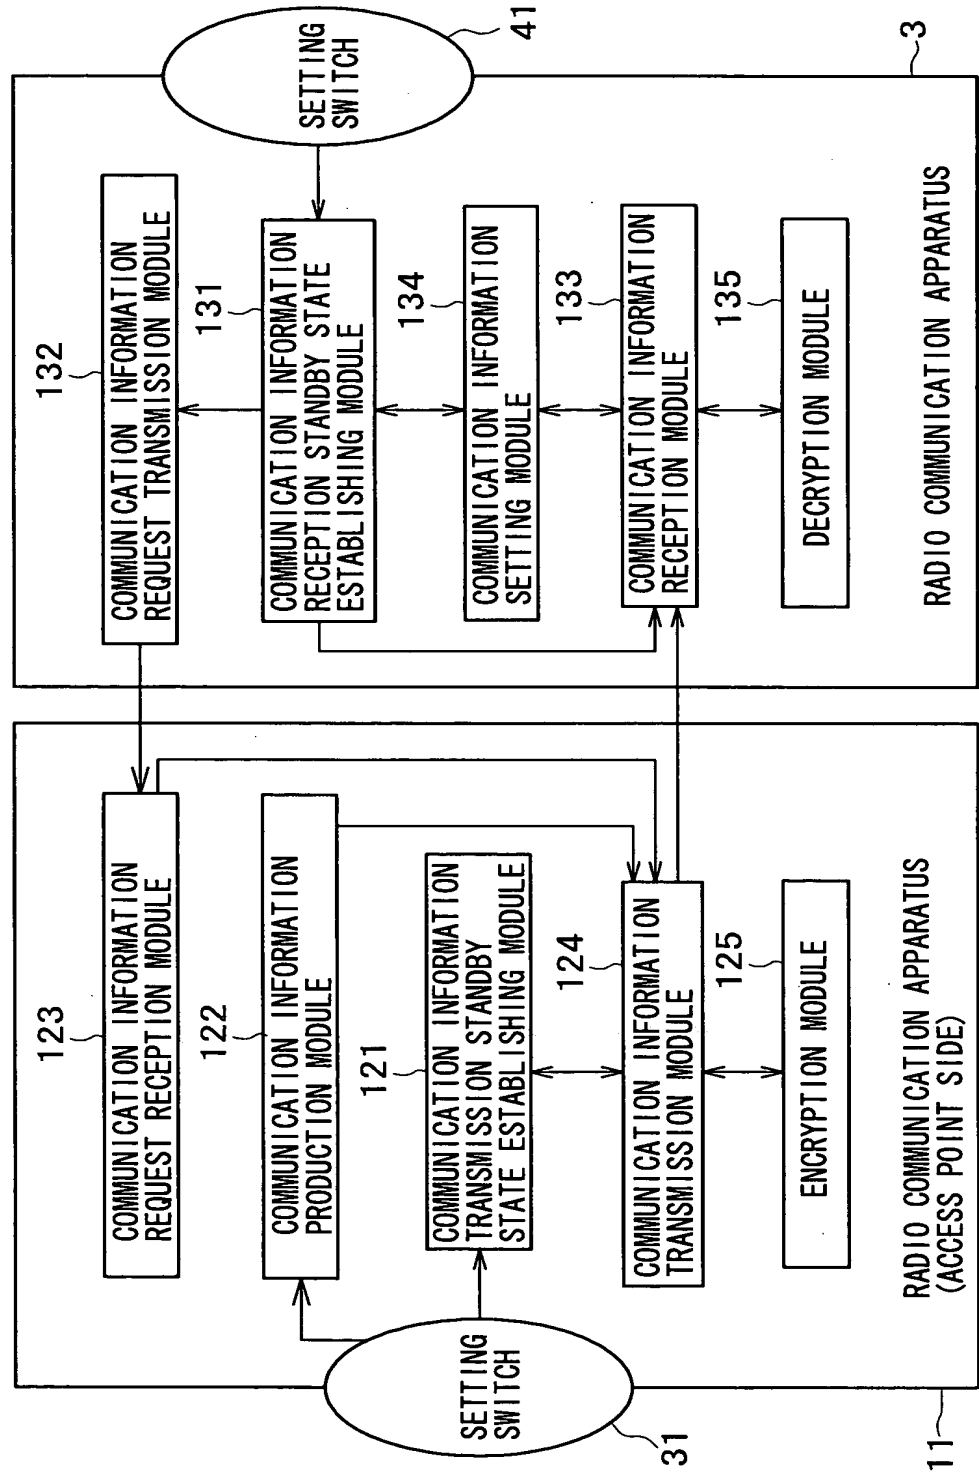 123
COMMUNICATION INFORMATION
REQUEST RECEPTION MODULE
122
COMMUNICATION INFORMATION
PRODUCTION MODULE
121
COMMUNICATION INFORMATION
TRANSMISSION STANDBY
STATE ESTABLISHING MODULE
124
COMMUNICATION INFORMATION
TRANSMISSION MODULE
125
ENCRYPTION MODULE
SETTING
SWITCH
31
RADIO COMMUNICATION APPARATUS
(ACCESS POINT SIDE)
11
132
COMMUNICATION INFORMATION
REQUEST TRANSMISSION MODULE
131
COMMUNICATION INFORMATION
RECEPTION STANDBY STATE
ESTABLISHING MODULE
134
COMMUNICATION INFORMATION
SETTING MODULE
133
COMMUNICATION INFORMATION
RECEPTION MODULE
135
DECRYPTION MODULE
SETTING
SWITCH
41
RADIO COMMUNICATION APPARATUS
3